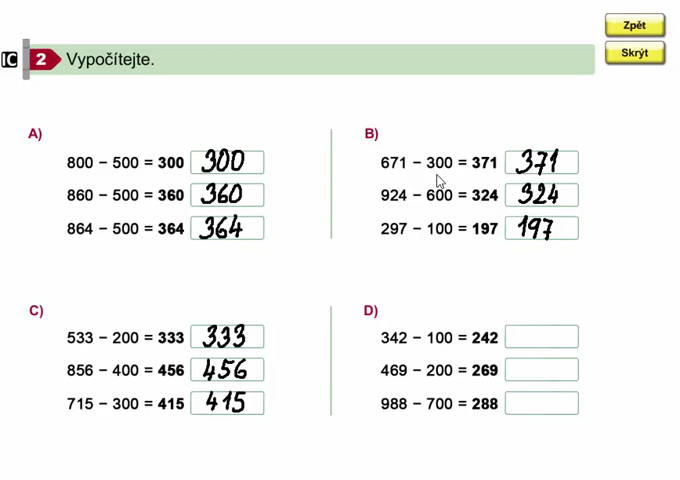 Zpět
Skrýt
IC
2 Vypočítejte.
A)
800 − 500 = 300 300
860 − 500 = 360 360
864 − 500 = 364 364
B)
671 − 300 = 371 371
924 − 600 = 324 324
297 − 100 = 197 197
C)
533 − 200 = 333 333
856 − 400 = 456 456
715 − 300 = 415 415
D)
342 − 100 = 242
469 − 200 = 269
988 − 700 = 288